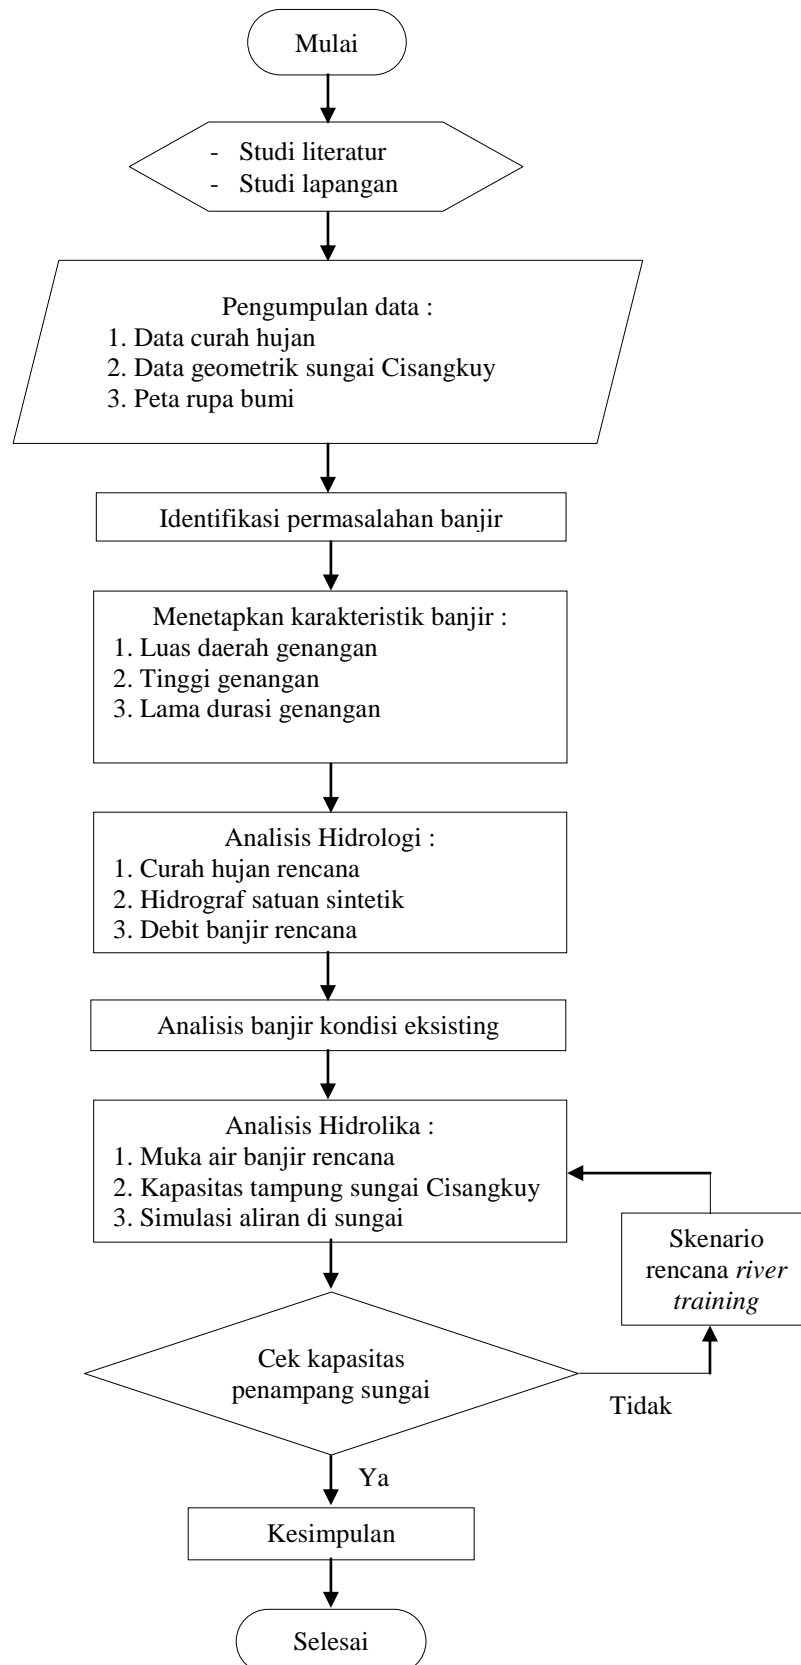 Mulai
- Studi literatur
- Studi lapangan
Pengumpulan data :
1. Data curah hujan
2. Data geometrik sungai Cisangkuy
3. Peta rupa bumi
Identifikasi permasalahan banjir
Menetapkan karakteristik banjir :
1. Luas daerah genangan
2. Tinggi genangan
3. Lama durasi genangan
Analisis Hidrologi :
1. Curah hujan rencana
2. Hidrograf satuan sintetik
3. Debit banjir rencana
Analisis banjir kondisi eksisting
Analisis Hidrolika :
1. Muka air banjir rencana
2. Kapasitas tampung sungai Cisangkuy
3. Simulasi aliran di sungai
Skenario
rencana river
training
Cek kapasitas
penampang sungai
Tidak
Ya
Kesimpulan
Selesai